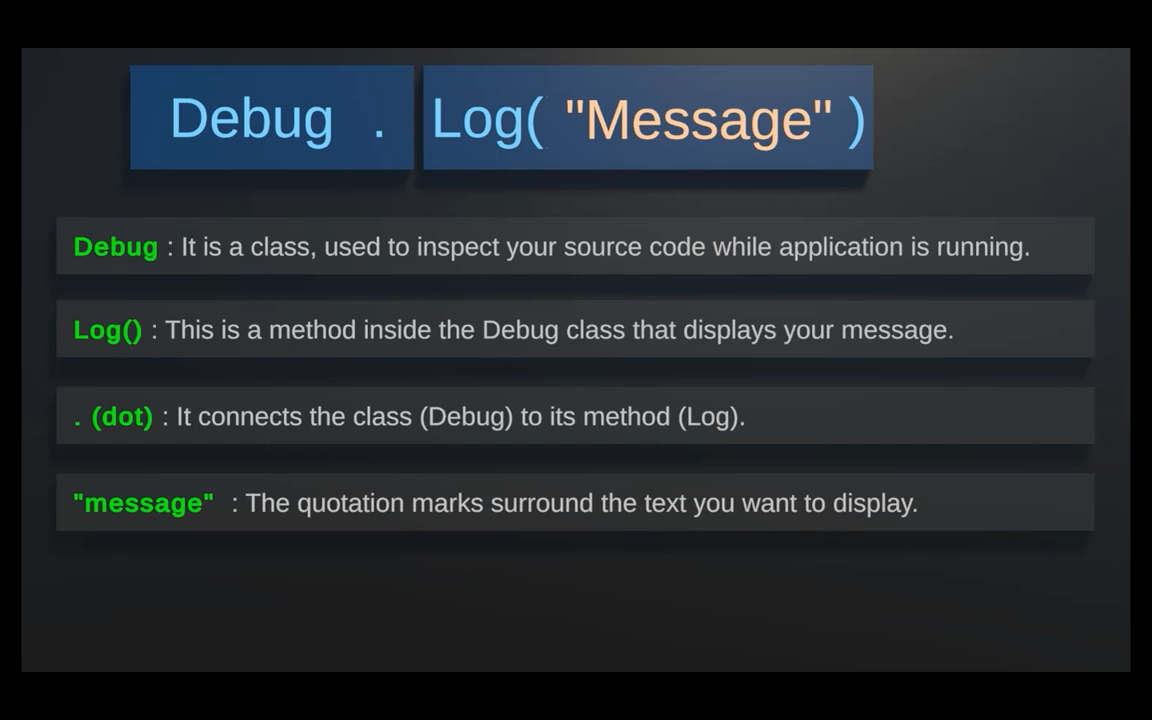 Debug . Log( "Message" )
Debug : It is a class, used to inspect your source code while application is running.
Log() : This is a method inside the Debug class that displays your message.
. (dot) : It connects the class (Debug) to its method (Log).
"message" : The quotation marks surround the text you want to display.